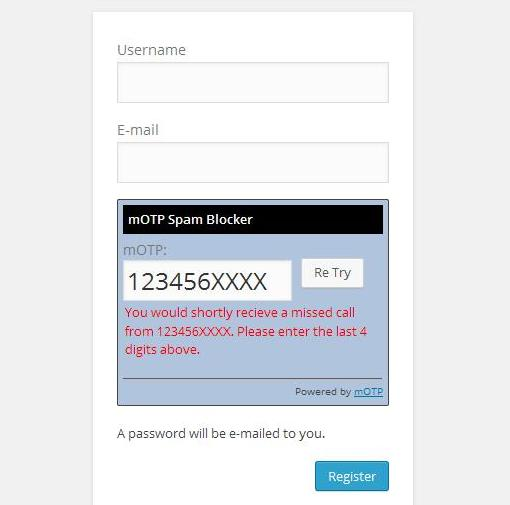 Username
E-mail
mOTP Spam Blocker
mOTP:
123456XXXX
Re Try
You would shortly recieve a missed call
from 123456XXXX. Please enter the last 4
digits above.
Powered by mOTP
A password will be e-mailed to you.
Register